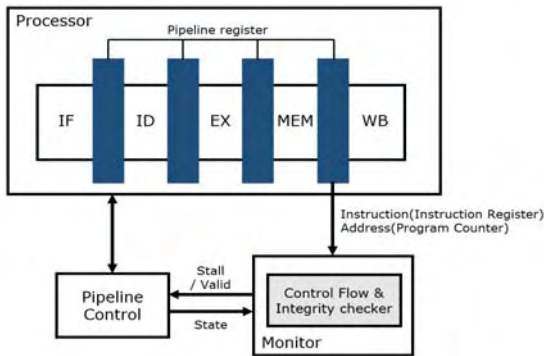 Processor
Pipeline register
IF
ID
EX
MEM
WB
Instruction(Instruction Register)
Address(Program Counter)
Stall
/ Valid
Pipeline
Control
State
Control Flow &
Integrity checker
Monitor